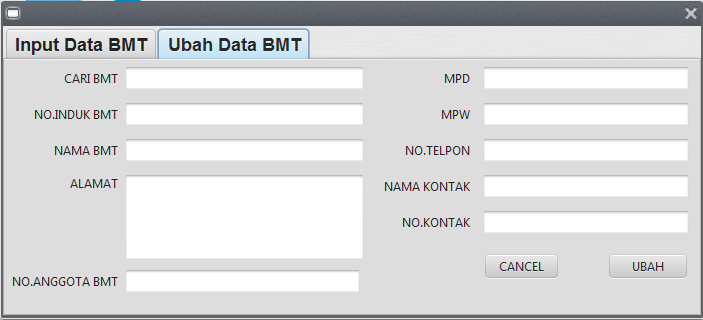 Input Data BMT
Ubah Data BMT
CARI BMT
NO.INDUK BMT
NAMA BMT
ALAMAT
NO.ANGGOTA BMT
MPD
MPW
NO.TELPON
NAMA KONTAK
NO.KONTAK
CANCEL
UBAH